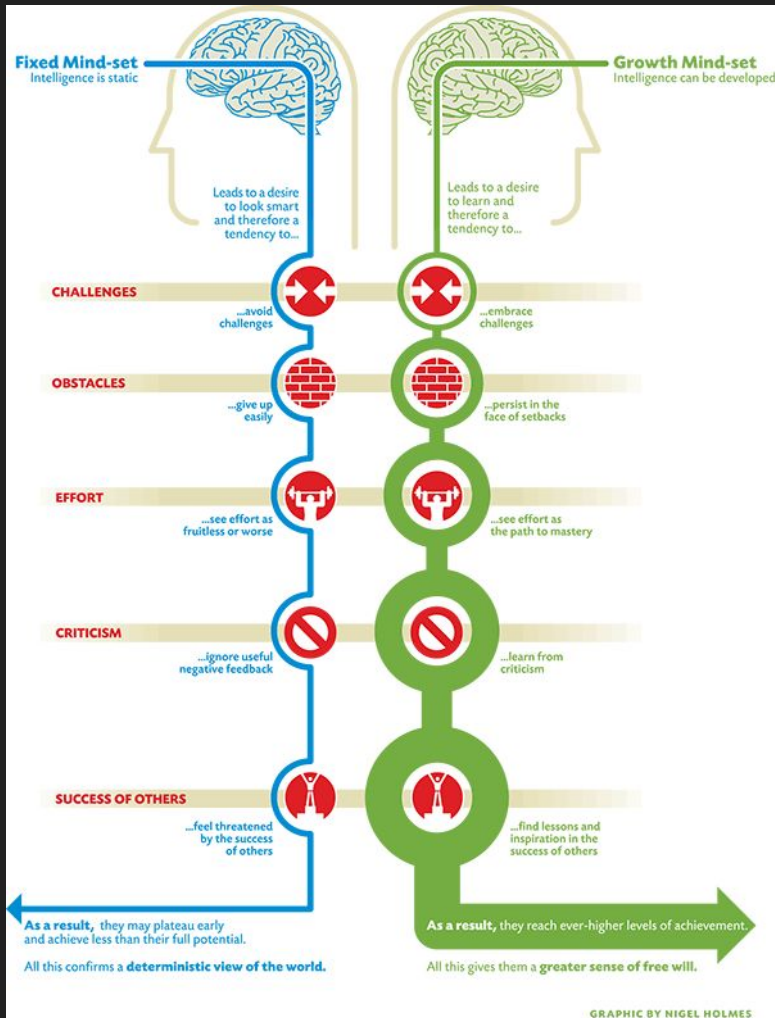 Fixed Mind-set
Intelligence is static
Growth Mind-set
Intelligence can be developed
Leads to a desire
to look smart
and therefore a
tendency to...
Leads to a desire
to learn and
therefore a
tendency to...
CHALLENGES
...avoid
challenges
...embrace
challenges
OBSTACLES
...give up
easily
...persist in the
face of setbacks
EFFORT
...see effort as
fruitless or worse
...see effort as
the path to mastery
CRITICISM
...ignore useful
negative feedback
...learn from
criticism
SUCCESS OF OTHERS
...feel threatened
by the success
of others
...find lessons and
inspiration in the
success of others
As a result, they may plateau early
and achieve less than their full potential.
All this confirms a deterministic view of the world.
As a result, they reach ever-higher levels of achievement.
All this gives them a greater sense of free will.
GRAPHIC BY NIGEL HOLMES